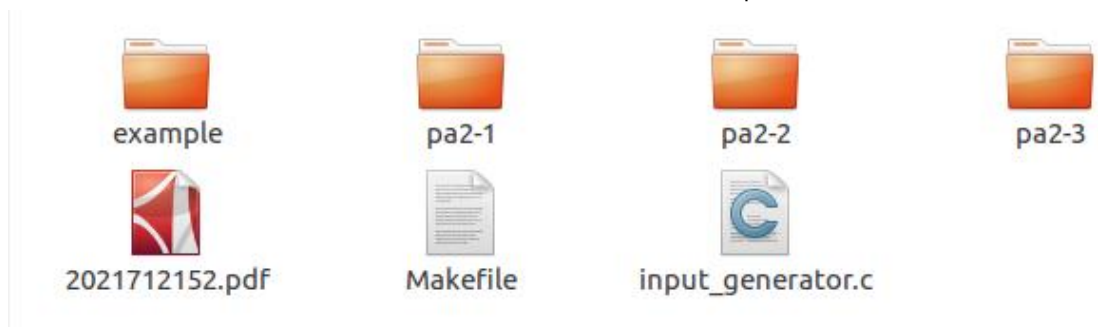 example pa2-1 pa2-2 pa2-3
2021712152.pdf Makefile input_generator.c